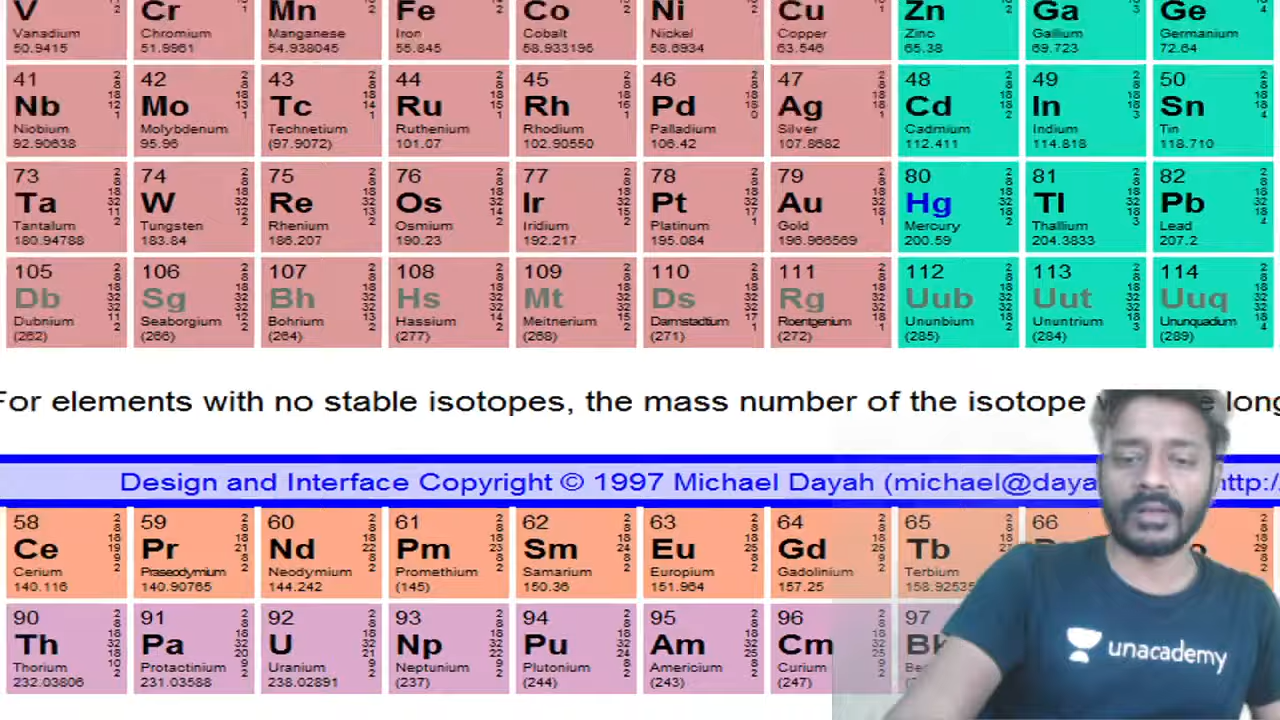 V Cr Mn Fe Co Ni Cu Zn Ga Ge
Vanadium Chromium Manganese Iron Cobalt Nickel Copper Zinc Gallium Germanium
50.9415 51.9961 54.938045 55.845 58.933195 58.6934 63.546 65.38 69.723 72.64
41 42 43 44 45 46 47 48 49 50
Nb Mo Tc Ru Rh Pd Ag Cd In Sn
Niobium Molybdenum Technetium Ruthenium Rhodium Palladium Silver Cadmium Indium Tin
92.90638 95.96 (97.9072) 101.07 102.90550 106.42 107.8682 112.411 114.818 118.710
73 74 75 76 77 78 79 80 81 82
Ta W Re Os Ir Pt Au Hg Tl Pb
Tantalum Tungsten Rhenium Osmium Iridium Platinum Gold Mercury Thallium Lead
180.94788 183.84 186.207 190.23 192.217 195.084 196.966569 200.59 204.3833 207.2
105 106 107 108 109 110 111 112 113 114
Db Sg Bh Hs Mt Ds Rg Uub Uut Uuq
Dubnium Seaborgium Bohrium Hassium Meitnerium Darmstadtium Roentgenium Ununbium Ununtrium Ununquadium
(262) (266) (264) (277) (268) (271) (272) (285) (284) (289)
For elements with no stable isotopes, the mass number of the isotope long
Design and Interface Copyright © 1997 Michael Dayah (michael@daya http:/
58 59 60 61 62 63 64 65 66
Ce Pr Nd Pm Sm Eu Gd Tb
Cerium Praseodymium Neodymium Promethium Samarium Europium Gadolinium Terbium
140.116 140.90765 144.242 (145) 150.36 151.964 157.25 158.92535
90 91 92 93 94 95 96 97
Th Pa U Np Pu Am Cm Bk
Thorium Protactinium Uranium Neptunium Plutonium Americium Curium
232.03806 231.03588 238.02891 (237) (244) (243) (247)
unacademy